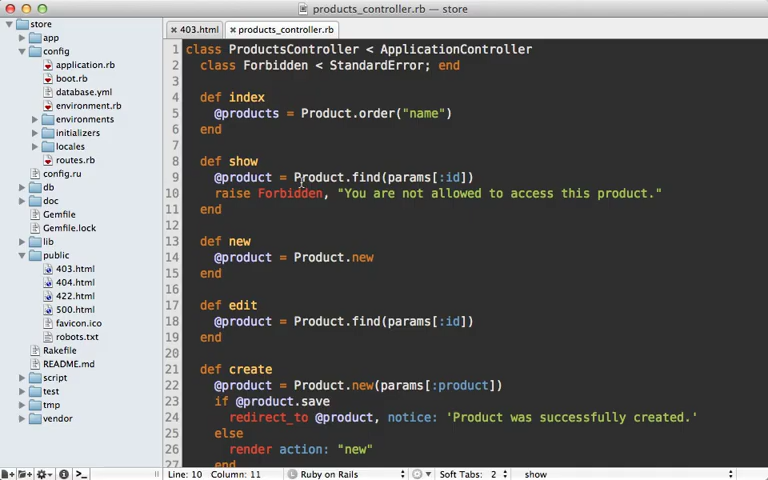 products_controller.rb — store
store
app
config
application.rb
boot.rb
database.yml
environment.rb
environments
initializers
locales
routes.rb
config.ru
db
doc
Gemfile
Gemfile.lock
lib
public
403.html
404.html
422.html
500.html
favicon.ico
robots.txt
Rakefile
README.md
script
test
tmp
vendor
403.html
products_controller.rb
1 class ProductsController < ApplicationController
2 class Forbidden < StandardError; end
3
4 def index
5 @products = Product.order("name")
6 end
7
8 def show
9 @product = Product.find(params[:id])
10 raise Forbidden, "You are not allowed to access this product."
11 end
12
13 def new
14 @product = Product.new
15 end
16
17 def edit
18 @product = Product.find(params[:id])
19 end
20
21 def create
22 @product = Product.new(params[:product])
23 if @product.save
24 redirect_to @product, notice: 'Product was successfully created.'
25 else
26 render action: "new"
27 end
Line: 10 Column: 11 Ruby on Rails Soft Tabs: 2 show